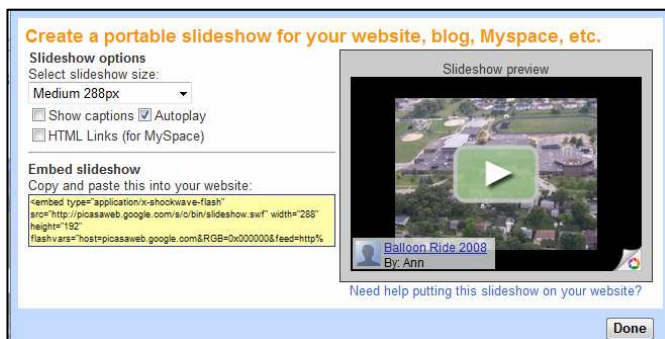 Create a portable slideshow for your website, blog, Myspace, etc.
Slideshow options
Select slideshow size:
Medium 288px
Show captions Autoplay
HTML Links (for MySpace)
Embed slideshow
Copy and paste this into your website:
<embed type="application/x-shockwave-flash"
src="http://picasaweb.google.com/s/c/bin/slideshow.swf" width="288"
height="192"
flashvars="host=picasaweb.google.com&RGB=0x000000&feed=http%
Slideshow preview
Balloon Ride 2008
By: Ann
Need help putting this slideshow on your website?
Done